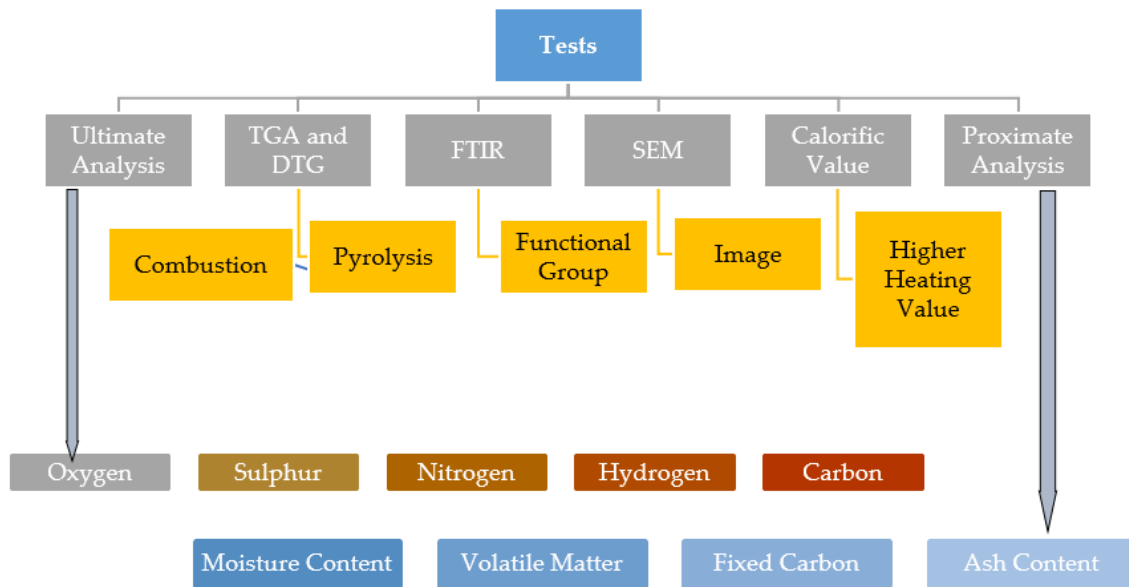 Tests
Ultimate
Analysis
TGA and
DTG
FTIR
SEM
Calorific
Value
Proximate
Analysis
Combustion
Pyrolysis
Functional
Group
Image
Higher
Heating
Value
Oxygen
Sulphur
Nitrogen
Hydrogen
Carbon
Moisture Content
Volatile Matter
Fixed Carbon
Ash Content